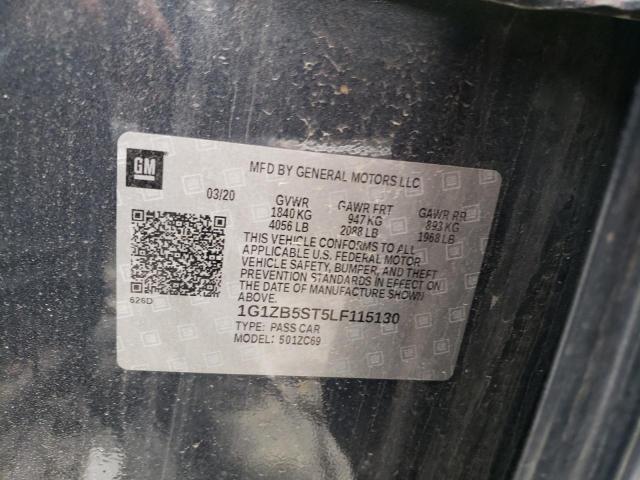 GM
MFD BY GENERAL MOTORS LLC
03/20
GVWR GAWR FRT GAWR RR
1840 KG 947 KG 893 KG
4056 LB 2088 LB 1968 LB
THIS VEHICLE CONFORMS TO ALL
APPLICABLE U.S. FEDERAL MOTOR
VEHICLE SAFETY, BUMPER, AND THEFT
PREVENTION STANDARDS IN EFFECT ON
THE DATE OF MANUFACTURE SHOWN
ABOVE.
626D
1G1ZB5ST5LF115130
TYPE: PASS CAR
MODEL: 501ZC69